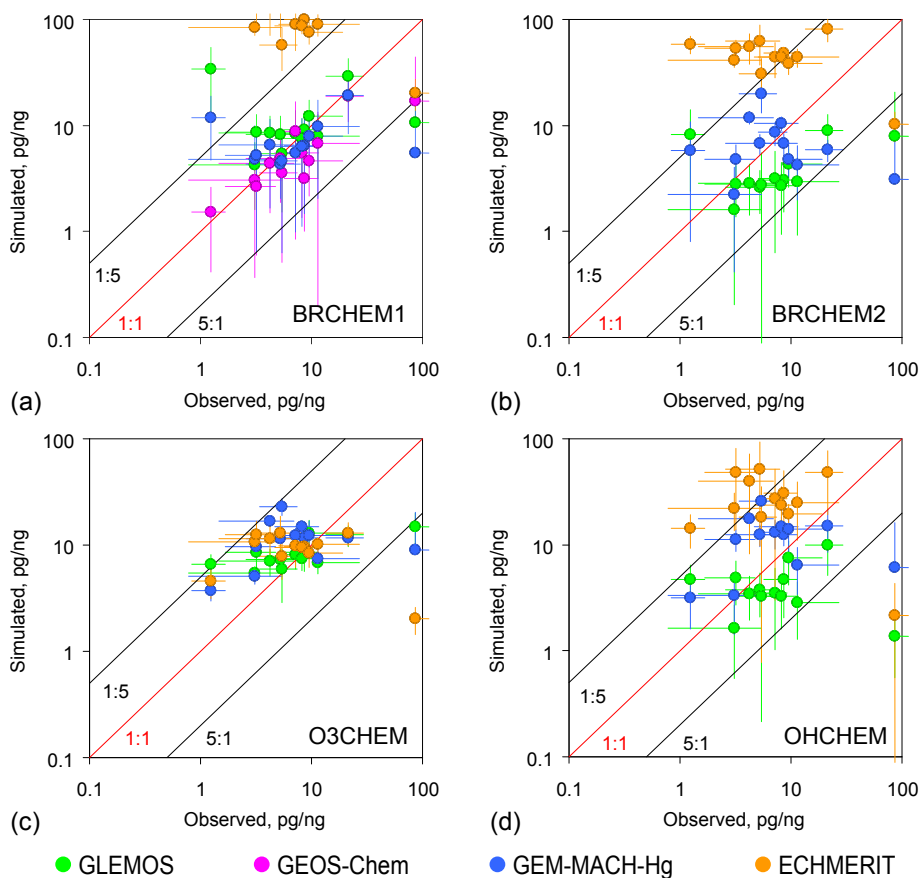 100
10
1
0.1
Simulated, pg/ng
1:5
1:1
5:1
BRCHEM1
0.1 1 10 100
Observed, pg/ng
(a)
100
10
1
0.1
Simulated, pg/ng
1:5
1:1
5:1
BRCHEM2
0.1 1 10 100
Observed, pg/ng
(b)
100
10
1
0.1
Simulated, pg/ng
1:5
1:1
5:1
O3CHEM
0.1 1 10 100
Observed, pg/ng
(c)
100
10
1
0.1
Simulated, pg/ng
1:5
1:1
5:1
OHCHEM
0.1 1 10 100
Observed, pg/ng
(d)
GLEMOS GEOS-Chem GEM-MACH-Hg ECHMERIT